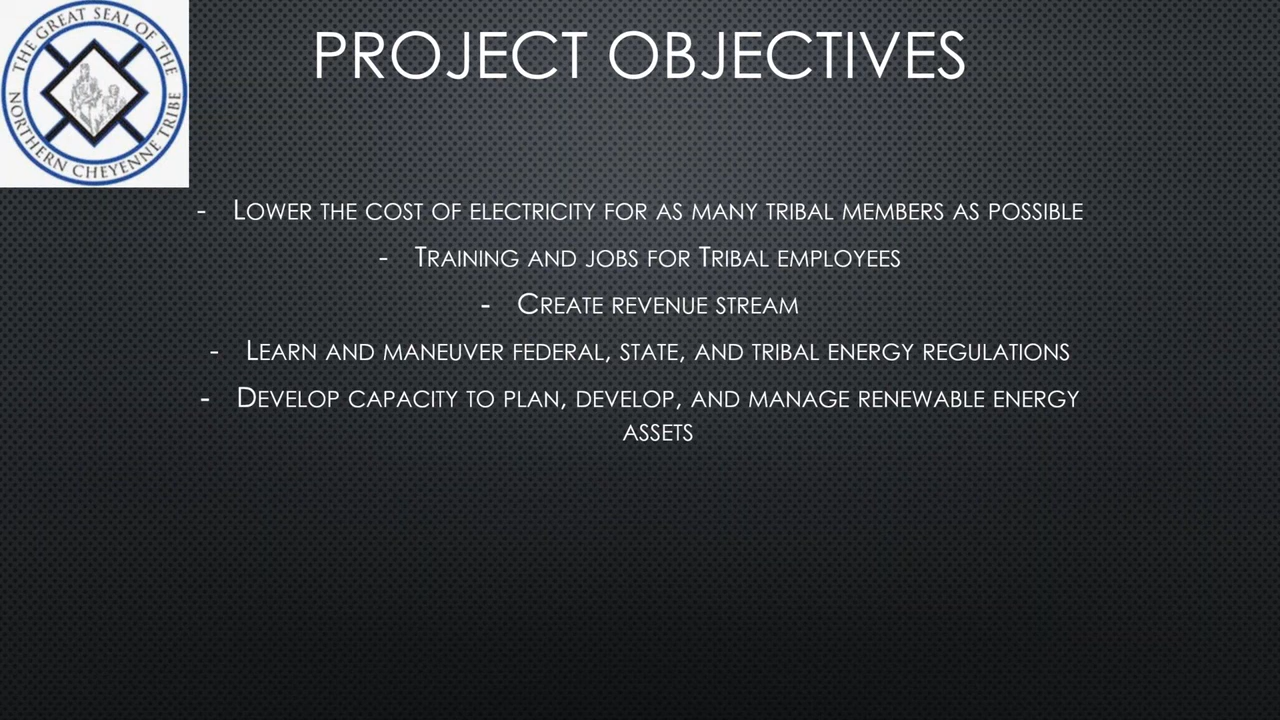 THE GREAT SEAL OF THE
NORTHERN CHEYENNE TRIBE
PROJECT OBJECTIVES
- LOWER THE COST OF ELECTRICITY FOR AS MANY TRIBAL MEMBERS AS POSSIBLE
- TRAINING AND JOBS FOR TRIBAL EMPLOYEES
- CREATE REVENUE STREAM
- LEARN AND MANEUVER FEDERAL, STATE, AND TRIBAL ENERGY REGULATIONS
- DEVELOP CAPACITY TO PLAN, DEVELOP, AND MANAGE RENEWABLE ENERGY
ASSETS